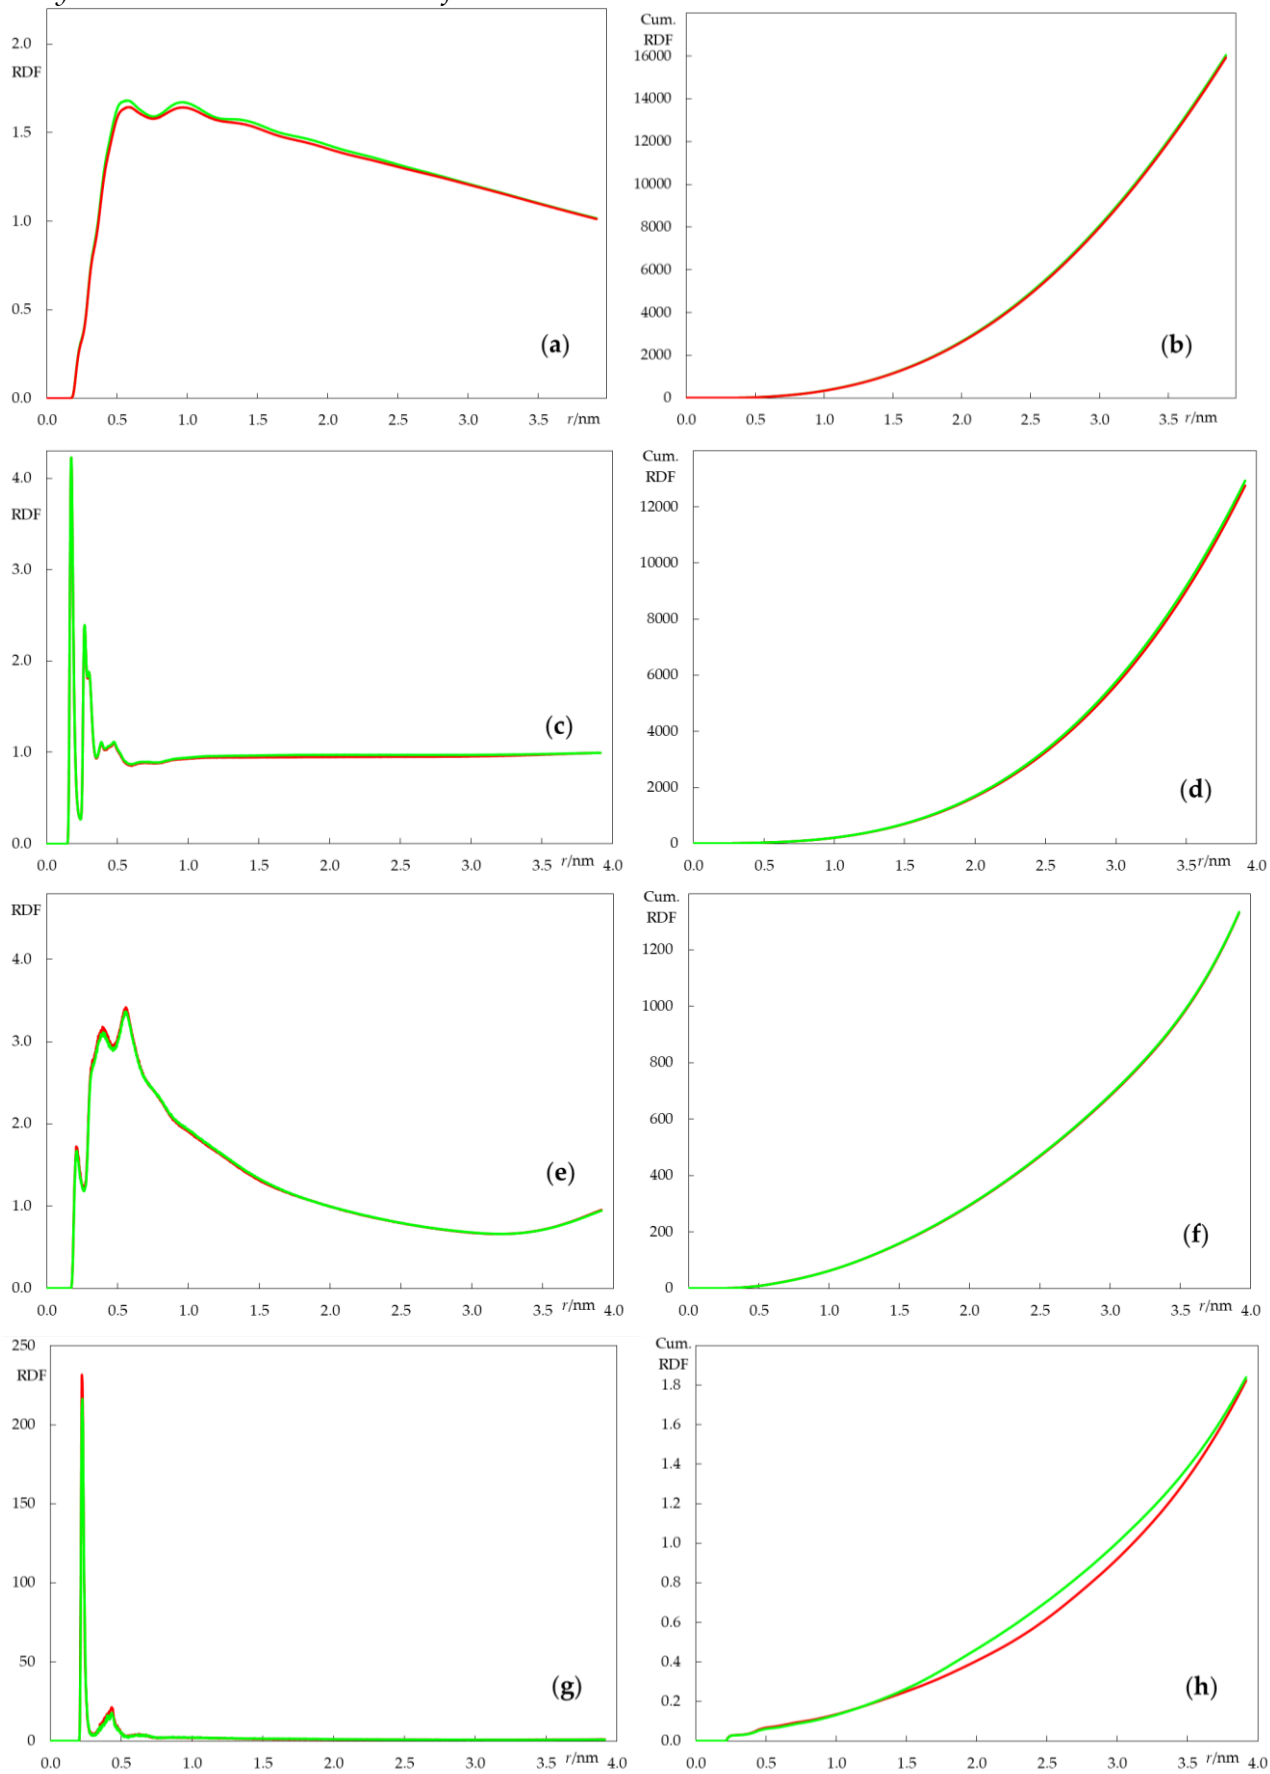 2.0
RDF
1.5
1.0
0.5
0.0
(a)
0.0 0.5 1.0 1.5 2.0 2.5 3.0 3.5 r/nm
Cum.
RDF
16000
14000
12000
10000
8000
6000
4000
2000
0
(b)
0.0 0.5 1.0 1.5 2.0 2.5 3.0 3.5 r/nm
4.0
RDF
3.0
2.0
1.0
0.0
(c)
0.0 0.5 1.0 1.5 2.0 2.5 3.0 3.5 r/nm 4.0
Cum.
RDF
12000
10000
8000
6000
4000
2000
0
(d)
0.0 0.5 1.0 1.5 2.0 2.5 3.0 3.5 r/nm 4.0
RDF
4.0
3.0
2.0
1.0
0.0
(e)
0.0 0.5 1.0 1.5 2.0 2.5 3.0 3.5 r/nm 4.0
Cum.
RDF
1200
1000
800
600
400
200
0
(f)
0.0 0.5 1.0 1.5 2.0 2.5 3.0 3.5 r/nm 4.0
250
RDF
200
150
100
50
0
(g)
0.0 0.5 1.0 1.5 2.0 2.5 3.0 3.5 r/nm 4.0
Cum.
RDF
1.8
1.6
1.4
1.2
1.0
0.8
0.6
0.4
0.2
0.0
(h)
0.0 0.5 1.0 1.5 2.0 2.5 3.0 3.5 r/nm 4.0